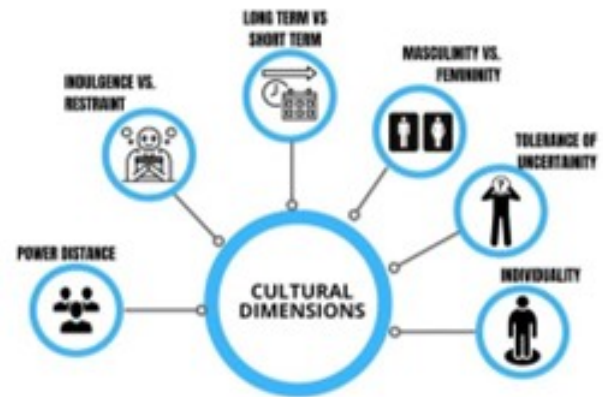 LONG TERM VS
SHORT TERM
MASCULINITY VS.
FEMININITY
INDULGENCE VS.
RESTRAINT
TOLERANCE OF
UNCERTAINITY
POWER DISTANCE
INDIVIDUALITY
CULTURAL
DIMENSIONS
?